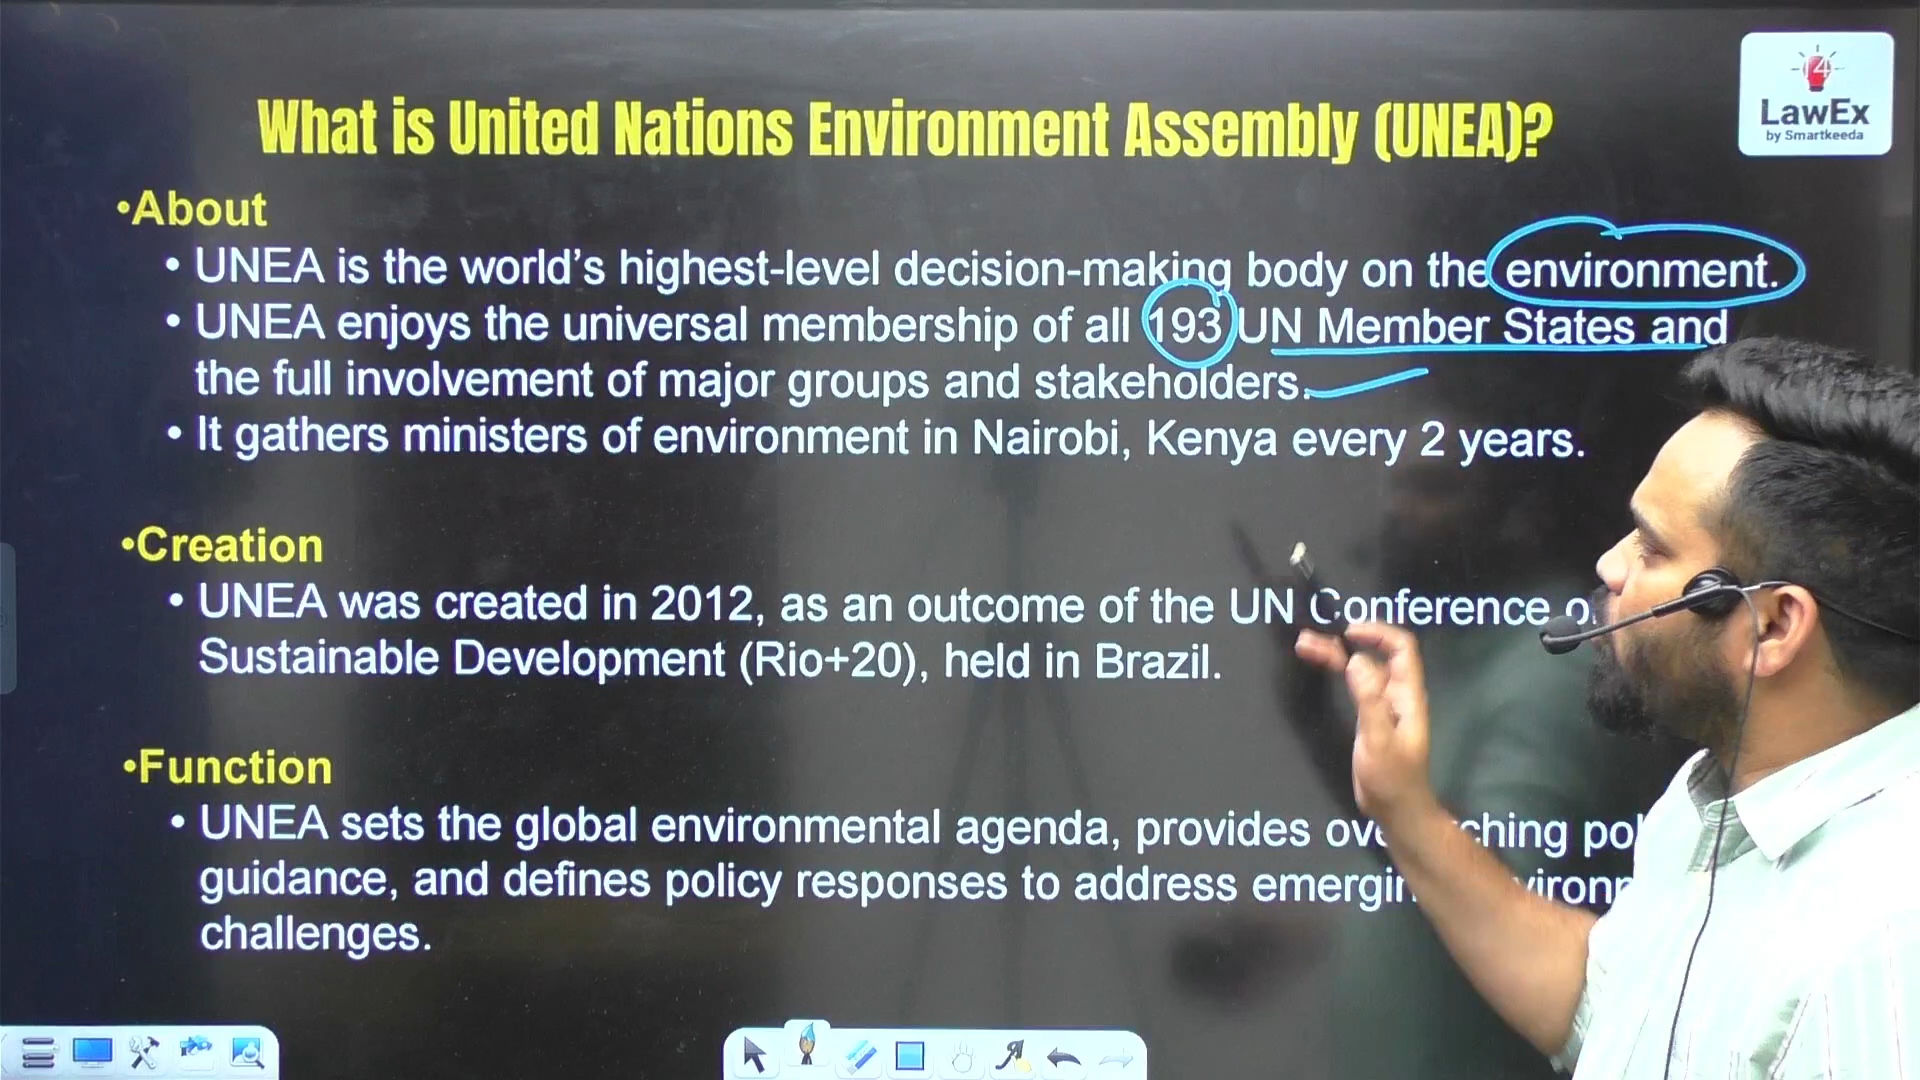 What is United Nations Environment Assembly (UNEA)?
14
LawEx
by Smartkeeda
•About
• UNEA is the world's highest-level decision-making body on the environment.
• UNEA enjoys the universal membership of all 193 UN Member States and
the full involvement of major groups and stakeholders.
• It gathers ministers of environment in Nairobi, Kenya every 2 years.
•Creation
• UNEA was created in 2012, as an outcome of the UN Conference
Sustainable Development (Rio+20), held in Brazil.
•Function
• UNEA sets the global environmental agenda, provides
guidance, and defines policy responses to address
challenges.